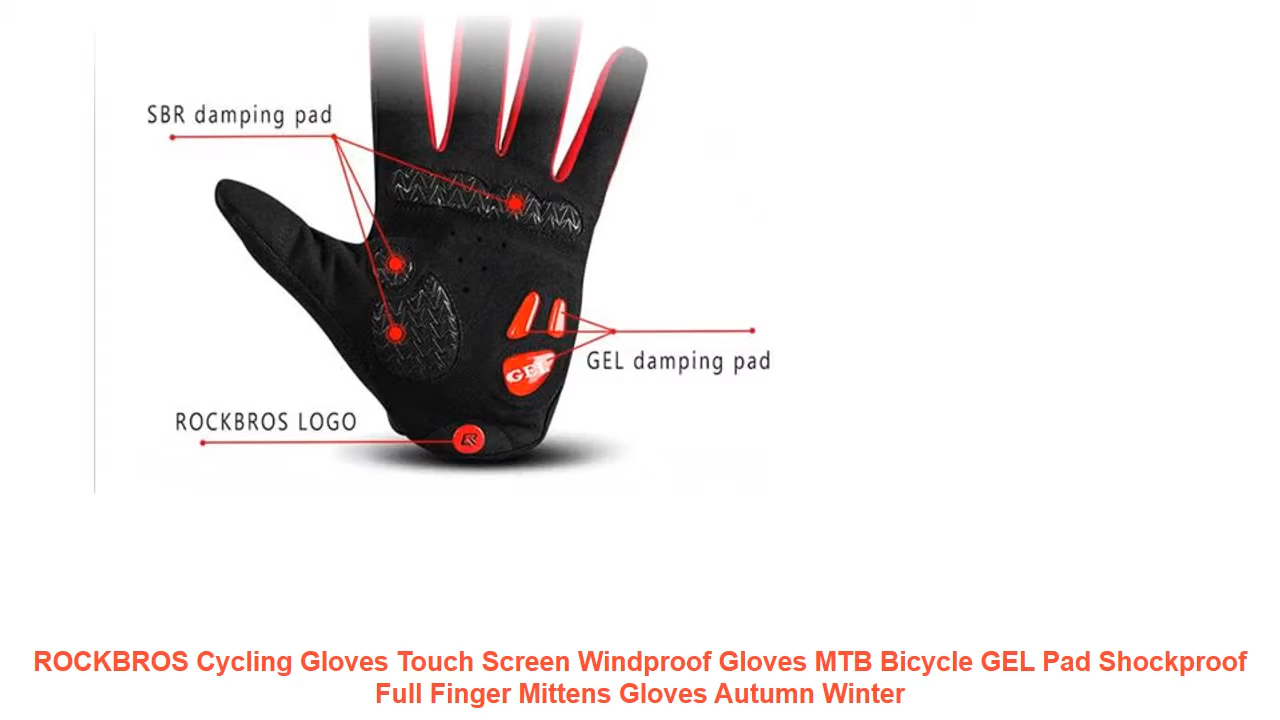 SBR damping pad
GEL
GEL damping pad
ROCKBROS LOGO
ROCKBROS Cycling Gloves Touch Screen Windproof Gloves MTB Bicycle GEL Pad Shockproof
Full Finger Mittens Gloves Autumn Winter